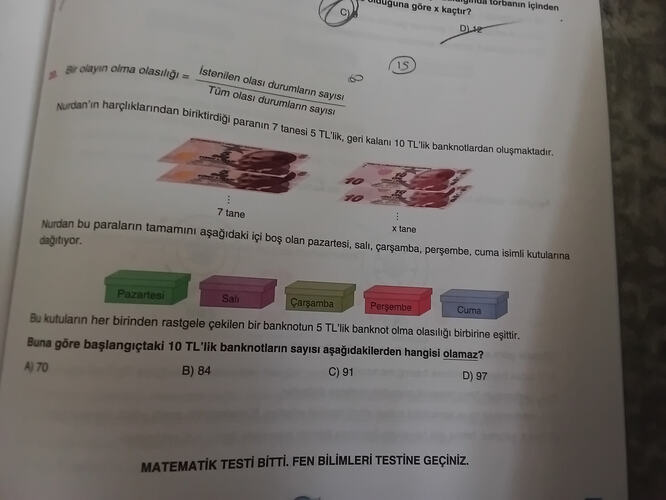 olduğuna göre x kaçtır?
torbanın içinden
C)
D) 12
15
20. Bir olayın olma olasılığı = İstenilen olası durumların sayısı
Tüm olası durumların sayısı
Nurdan'ın harçlıklarından biriktirdiği paranın 7 tanesi 5 TL'lik, geri kalanı 10 TL'lik banknotlardan oluşmaktadır.
10
10
7 tane
x tane
Nurdan bu paraların tamamını aşağıdaki içi boş olan pazartesi, salı, çarşamba, perşembe, cuma isimli kutularına
dağıtıyor.
Pazartesi
Salı
Çarşamba
Perşembe
Cuma
Bu kutuların her birinden rastgele çekilen bir banknotun 5 TL'lik banknot olma olasılığı birbirine eşittir.
Buna göre başlangıçtaki 10 TL'lik banknotların sayısı aşağıdakilerden hangisi olamaz?
A) 70
B) 84
C) 91
D) 97
MATEMATİK TESTİ BİTTİ. FEN BİLİMLERİ TESTİNE GEÇİNİZ.